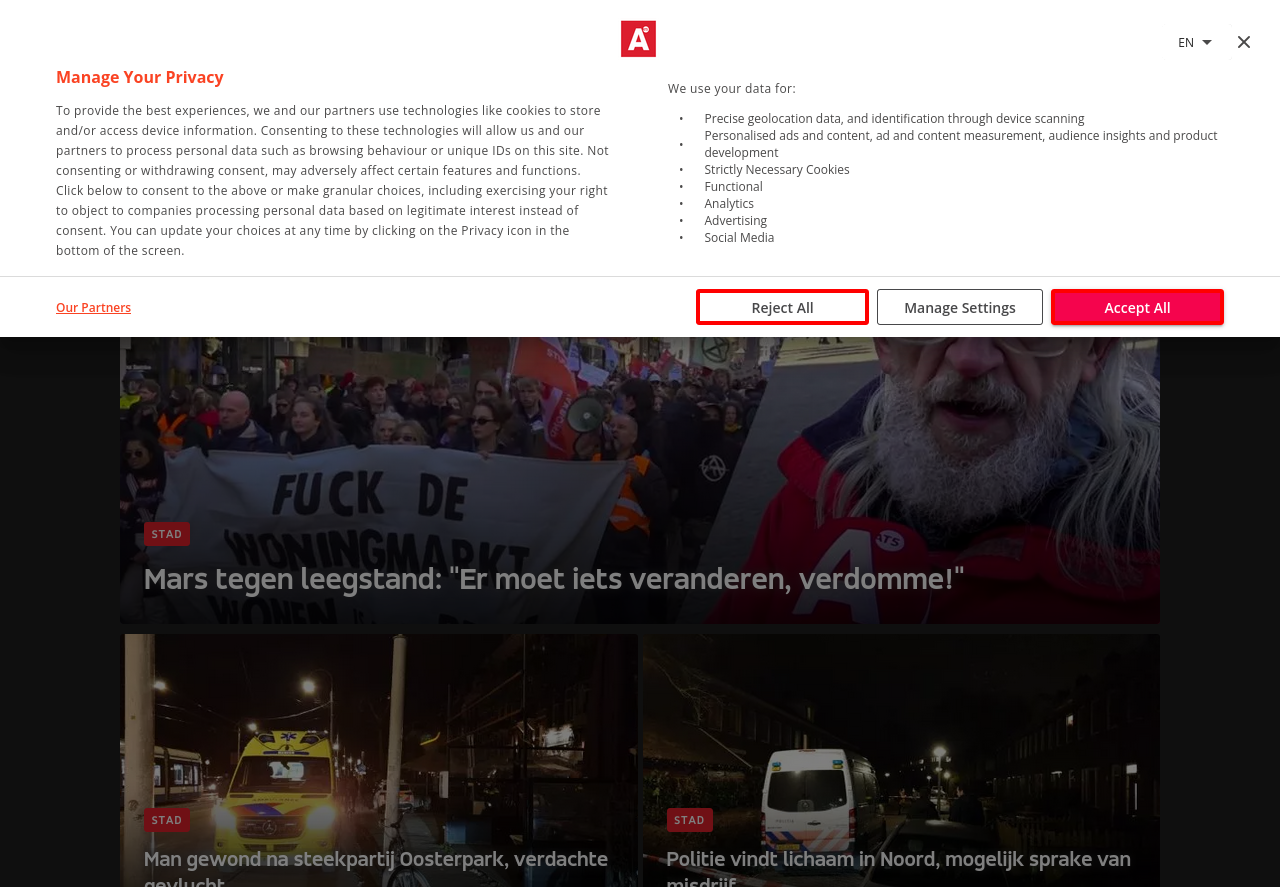 A
EN
Manage Your Privacy
To provide the best experiences, we and our partners use technologies like cookies to store
and/or access device information. Consenting to these technologies will allow us and our
partners to process personal data such as browsing behaviour or unique IDs on this site. Not
consenting or withdrawing consent, may adversely affect certain features and functions.
Click below to consent to the above or make granular choices, including exercising your right
to object to companies processing personal data based on legitimate interest instead of
consent. You can update your choices at any time by clicking on the Privacy icon in the
bottom of the screen.
We use your data for:
• Precise geolocation data, and identification through device scanning
• Personalised ads and content, ad and content measurement, audience insights and product
development
• Strictly Necessary Cookies
• Functional
• Analytics
• Advertising
• Social Media
Our Partners
Reject All
Manage Settings
Accept All
FUCK DE
WONINGMARKT
WONEN
STAD
Mars tegen leegstand: "Er moet iets veranderen, verdomme!"
STAD
Man gewond na steekpartij Oosterpark, verdachte
gevlucht
STAD
Politie vindt lichaam in Noord, mogelijk sprake van
misdrijf